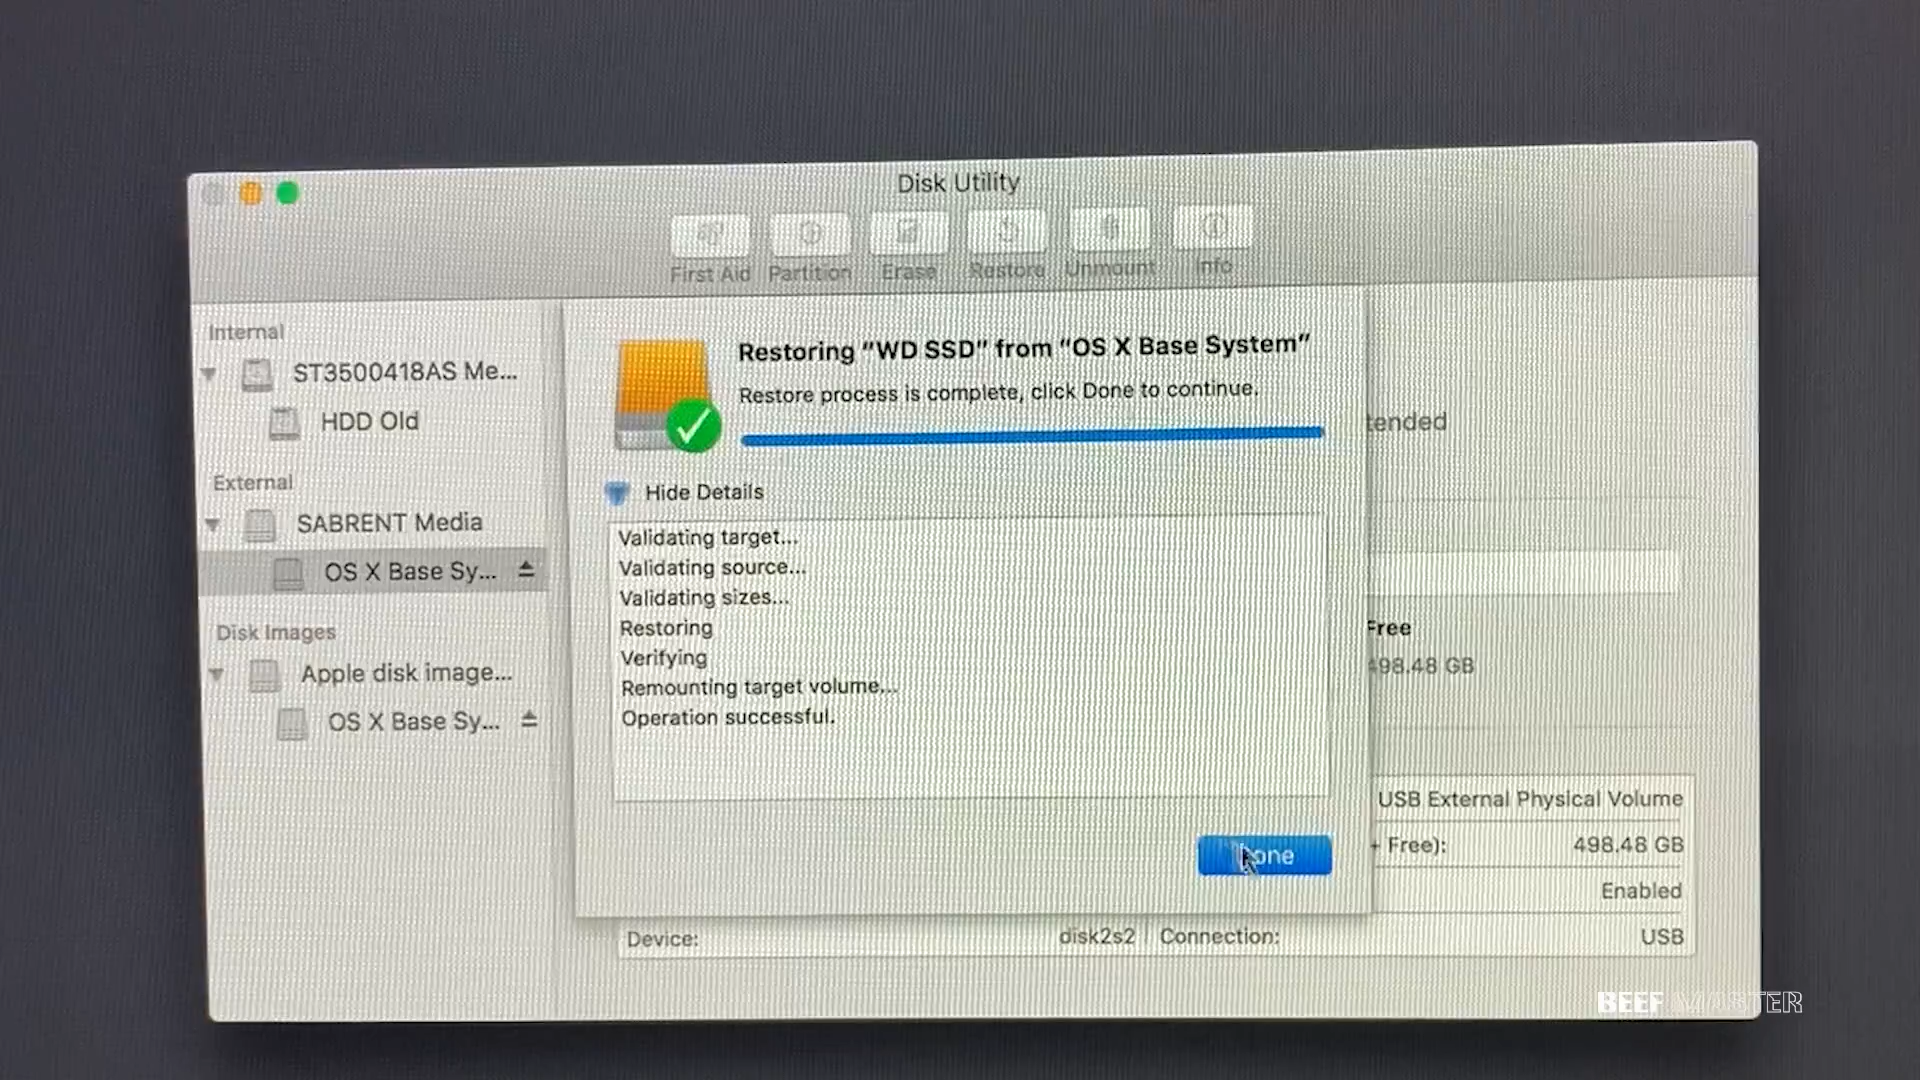 Disk Utility
First Aid Partition Erase Restore Unmount Info
Internal
ST3500418AS Me...
HDD Old
External
SABRENT Media
OS X Base Sy...
Disk Images
Apple disk image...
OS X Base Sy...
Restoring “WD SSD” from “OS X Base System”
Restore process is complete, click Done to continue.
Hide Details
Validating target...
Validating source...
Validating sizes...
Restoring
Verifying
Remounting target volume...
Operation successful.
Done
tended
Free
498.48 GB
USB External Physical Volume
+ Free): 498.48 GB
Enabled
Device: disk2s2 Connection: USB
BEEFMASTER